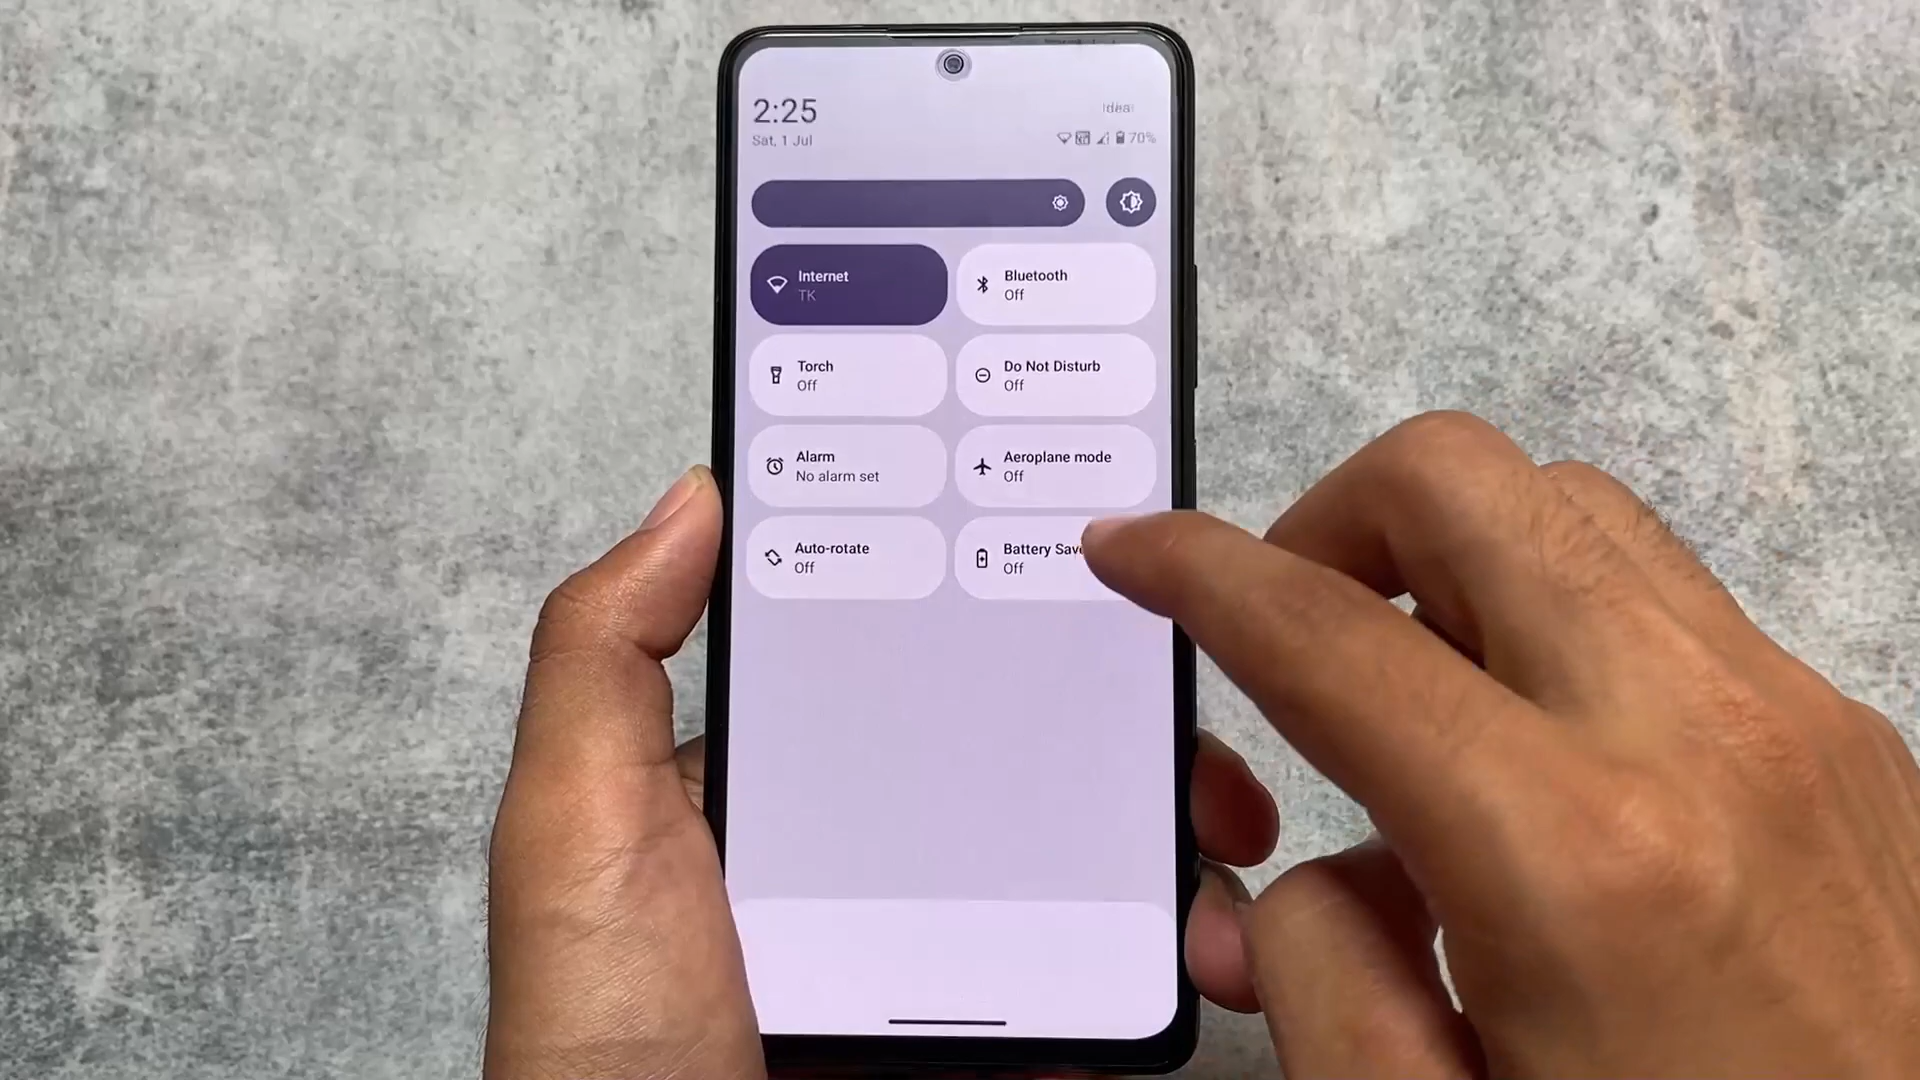 2:25
Idea
Sat, 1 Jul
70%
Internet
TK
Bluetooth
Off
Torch
Off
Do Not Disturb
Off
Alarm
No alarm set
Aeroplane mode
Off
Auto-rotate
Off
Battery Save
Off